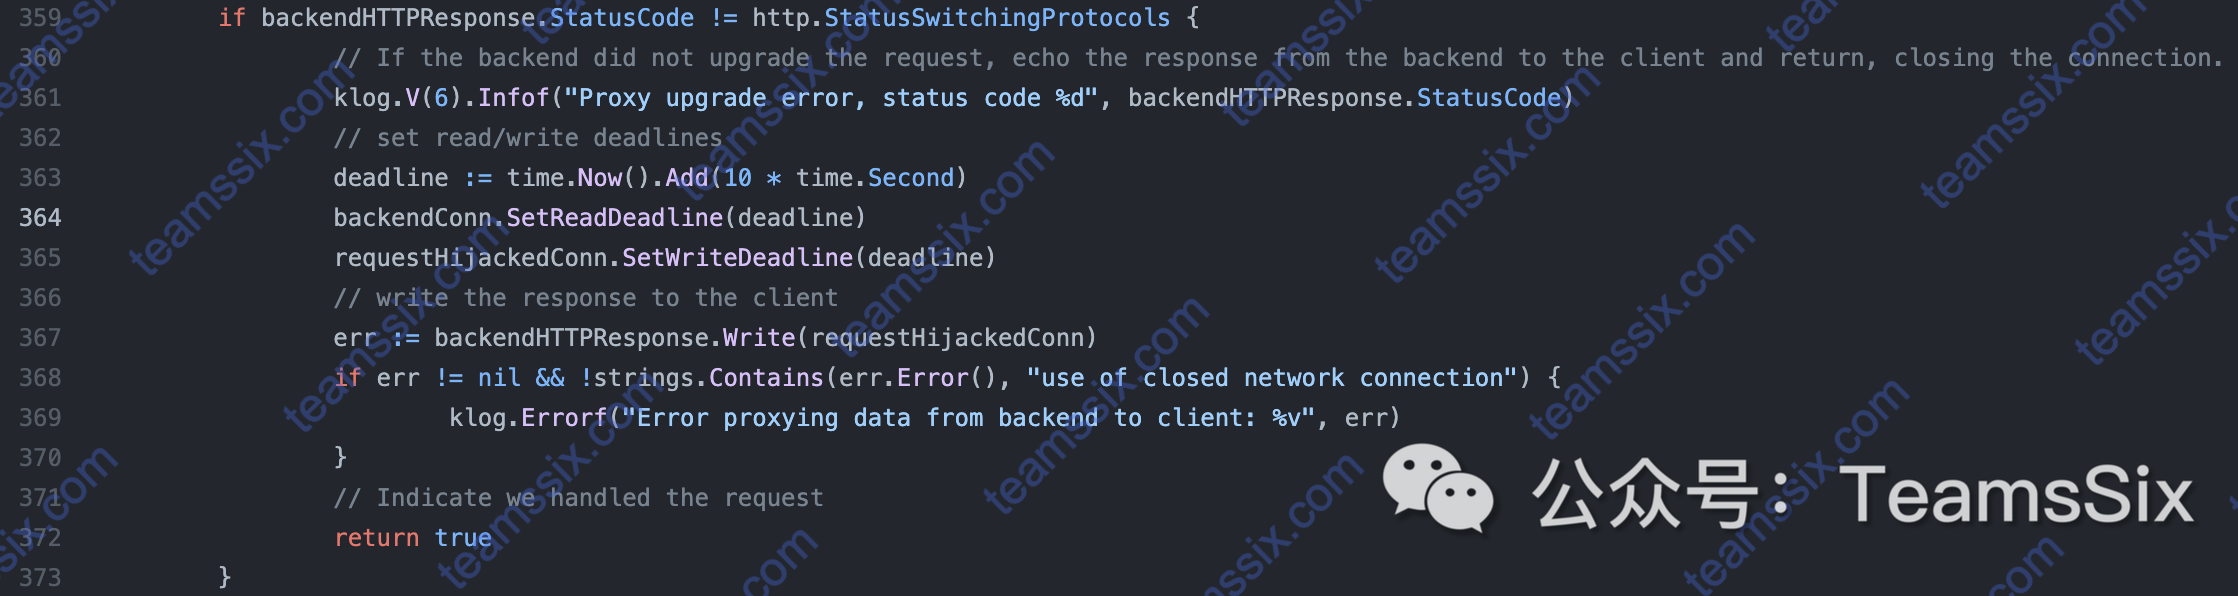 359 if backendHTTPResponse.StatusCode != http.StatusSwitchingProtocols {
360 // If the backend did not upgrade the request, echo the response from the backend to the client and return, closing the connection.
361 klog.V(6).Infof("Proxy upgrade error, status code %d", backendHTTPResponse.StatusCode)
362 // set read/write deadlines
363 deadline := time.Now().Add(10 * time.Second)
364 backendConn.SetReadDeadline(deadline)
365 requestHijackedConn.SetWriteDeadline(deadline)
366 // write the response to the client
367 err := backendHTTPResponse.Write(requestHijackedConn)
368 if err != nil && !strings.Contains(err.Error(), "use of closed network connection") {
369 klog.Errorf("Error proxying data from backend to client: %v", err)
370 }
371 // Indicate we handled the request
372 return true
373 }
公众号：TeamsSix
teamssix.com